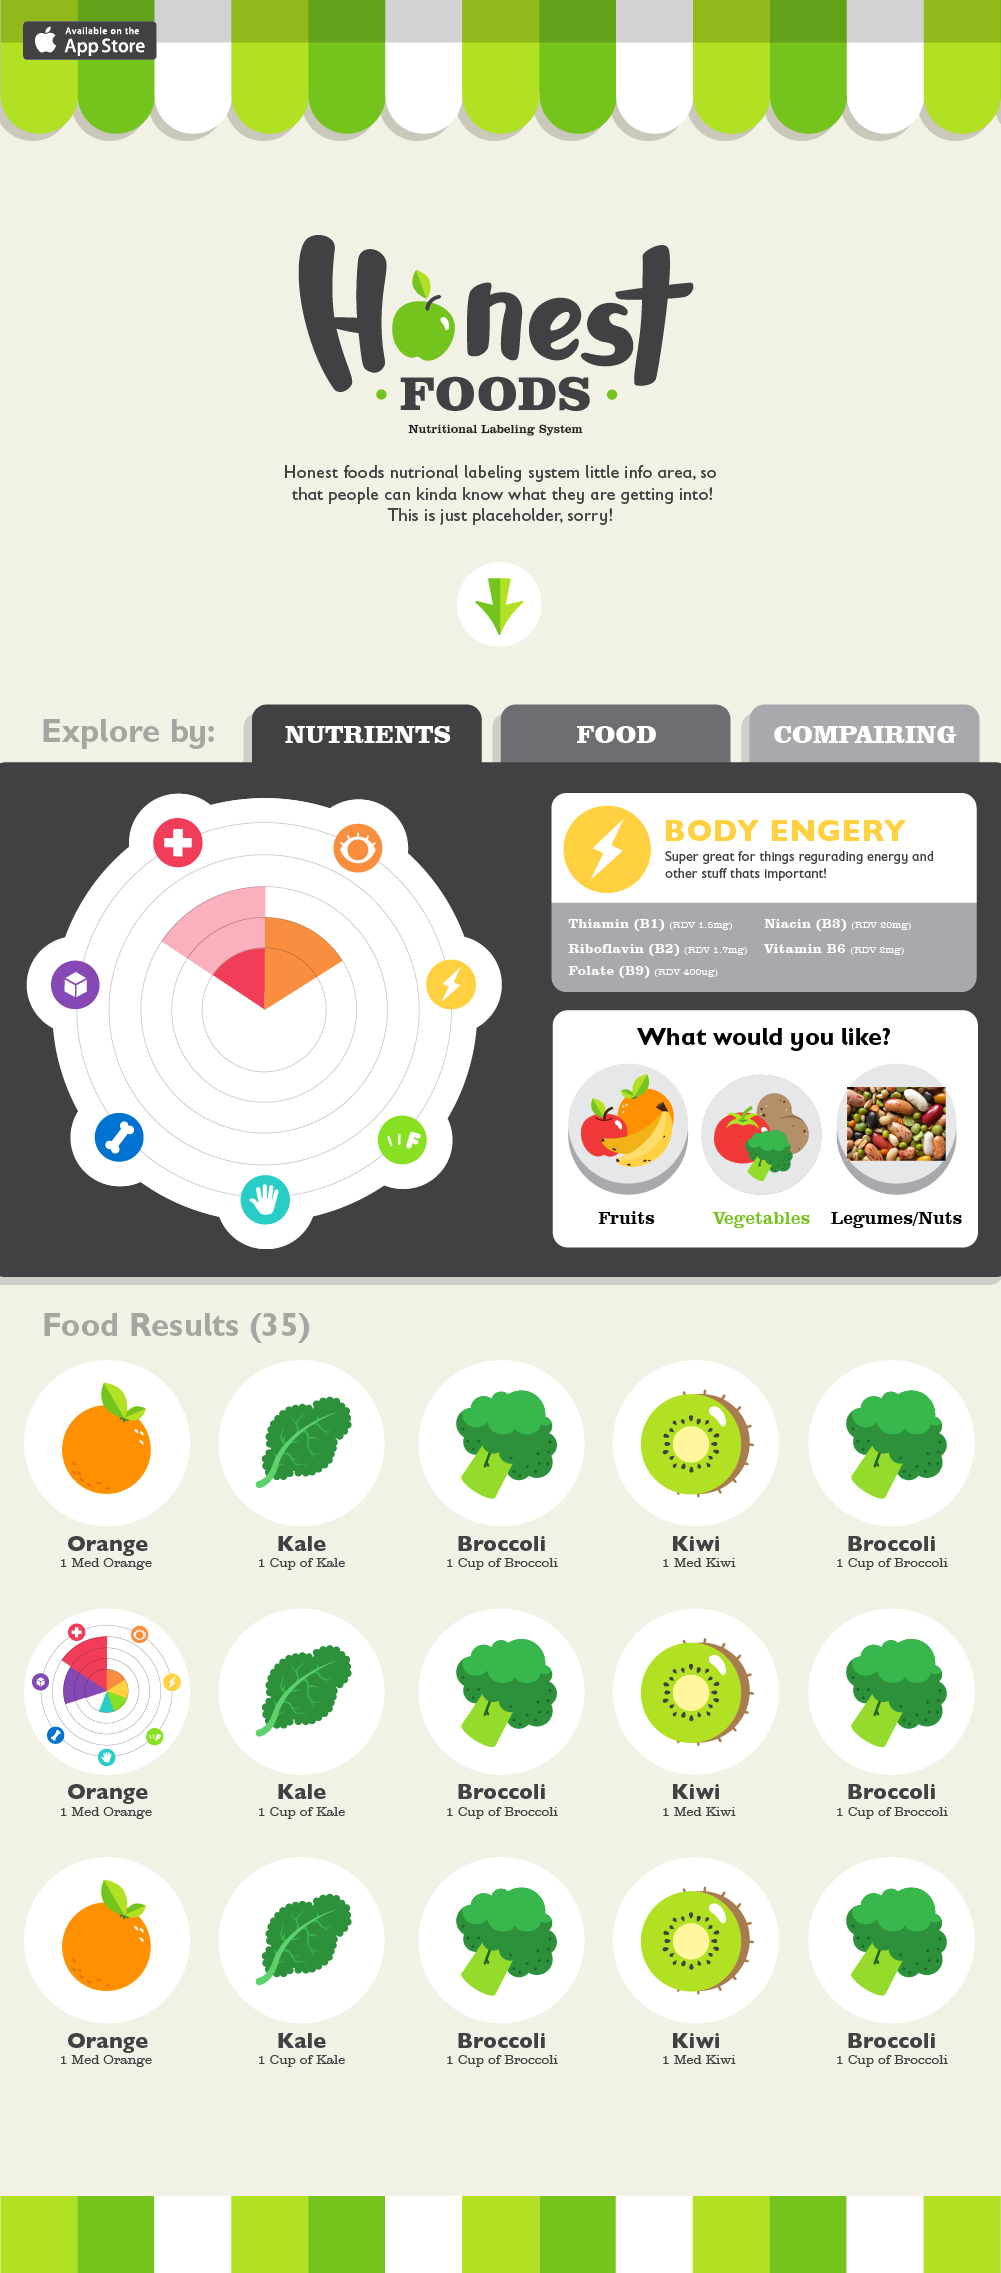 Available on the
App Store
Honest
FOODS
Nutritional Labeling System
Honest foods nutrional labeling system little info area, so
that people can kinda know what they are getting into!
This is just placeholder, sorry!
Explore by:
NUTRIENTS
FOOD
COMPAIRING
BODY ENGERY
Super great for things regurading energy and
other stuff thats important!
Thiamin (B1) (RDV 1.5mg)
Niacin (B3) (RDV 20mg)
Riboflavin (B2) (RDV 1.7mg)
Vitamin B6 (RDV 2mg)
Folate (B9) (RDV 400ug)
What would you like?
Fruits
Vegetables
Legumes/Nuts
Food Results (35)
Orange
1 Med Orange
Kale
1 Cup of Kale
Broccoli
1 Cup of Broccoli
Kiwi
1 Med Kiwi
Broccoli
1 Cup of Broccoli
Orange
1 Med Orange
Kale
1 Cup of Kale
Broccoli
1 Cup of Broccoli
Kiwi
1 Med Kiwi
Broccoli
1 Cup of Broccoli
Orange
1 Med Orange
Kale
1 Cup of Kale
Broccoli
1 Cup of Broccoli
Kiwi
1 Med Kiwi
Broccoli
1 Cup of Broccoli